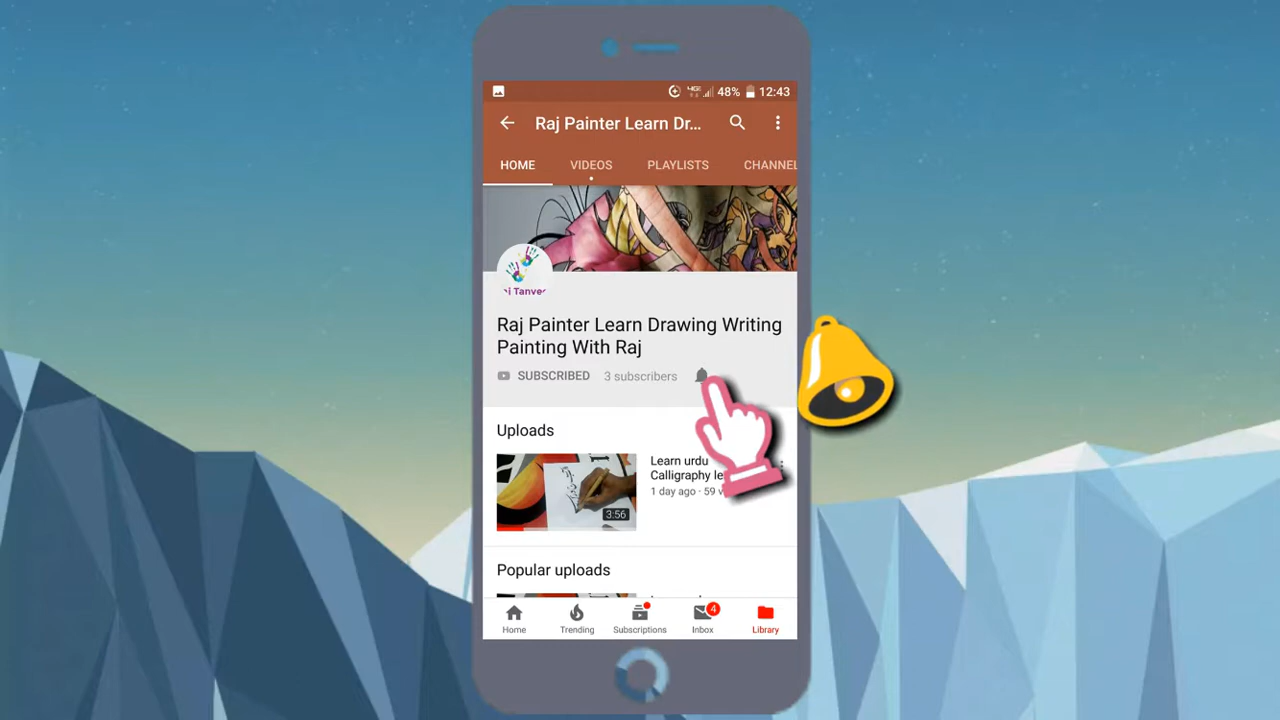 48% 12:43
Raj Painter Learn Dr...
HOME VIDEOS PLAYLISTS CHANNEL
Raj Painter Learn Drawing Writing
Painting With Raj
SUBSCRIBED 3 subscribers
Uploads
Learn urdu
Calligraphy le
1 day ago · 59 v
3:56
Popular uploads
4
Home Trending Subscriptions Inbox Library